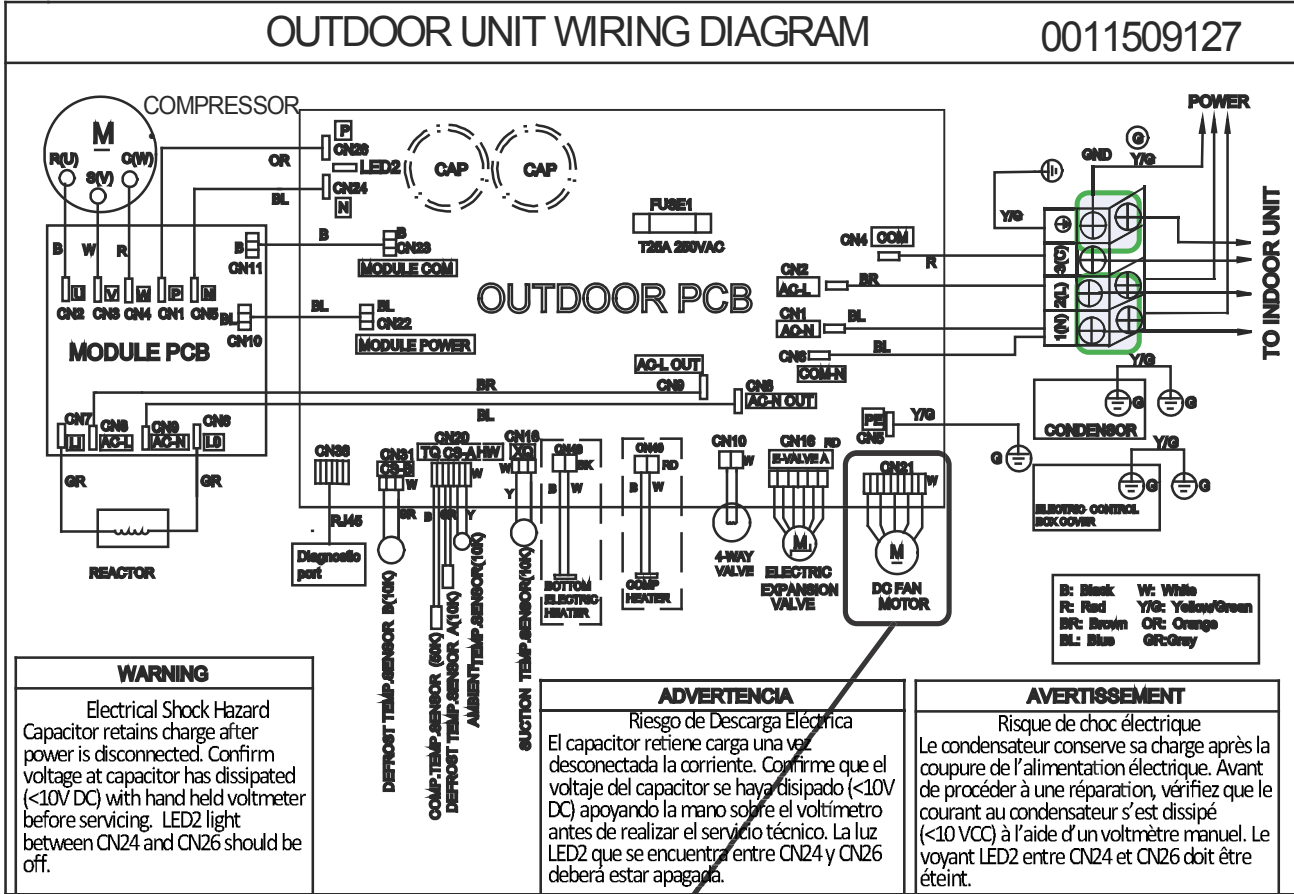 OUTDOOR UNIT WIRING DIAGRAM
0011509127
COMPRESSOR
M
R(U)
C(W)
S(V)
B
W
R
U
V
W
P
N
CN2 CN3 CN4 CN1 CN5
MODULE PCB
B
CN11
BL
CN10
CN7
CN8
CN9
CN6
LI
AC-L
AC-N
L0
GR
GR
REACTOR
OR
BL
P
CN26
LED2
CN24
N
CAP
CAP
FUSE1
T25A 250VAC
B
B
CN23
MODULE COM
BL
BL
CN22
MODULE POWER
OUTDOOR PCB
CN4
COM
R
CN2
AC-L
BR
CN1
AC-N
BL
CN6
COM-N
BL
AC-L OUT
CN9
CN8
AC-N OUT
BR
BL
PE
CN5
Y/G
G
POWER
G
GND
Y/G
Y/G
3(C)
2(L)
1(N)
TO INDOOR UNIT
Y/G
G
G
CONDENSOR
Y/G
G
G
ELECTRIC CONTROL
BOX COVER
CN36
RJ45
Diagnostic
port
CN31
CS-B
W
GR
DEFROST TEMP.SENSOR B(10K)
CN20
TQ CS-A HW
W
B
GR
Y
COMP.TEMP.SENSOR (50K)
DEFROST TEMP.SENSOR A(10K)
AMBIENT TEMP.SENSOR(10K)
CN18
XQ
W
Y
SUCTION TEMP.SENSOR(10K)
CN49
BK
B
W
BOTTOM
ELECTRIC
HEATER
RD
B
W
COMP
HEATER
CN10
W
4-WAY
VALVE
CN16
RD
E-VALVE A
M
ELECTRIC
EXPANSION
VALVE
CN21
W
M
DC FAN
MOTOR
B: Black W: White
R: Red Y/G: Yellow/Green
BR: Brown OR: Orange
BL: Blue GR:Gray
WARNING
Electrical Shock Hazard
Capacitor retains charge after
power is disconnected. Confirm
voltage at capacitor has dissipated
(<10V DC) with hand held voltmeter
before servicing. LED2 light
between CN24 and CN26 should be
off.
ADVERTENCIA
Riesgo de Descarga Eléctrica
El capacitor retiene carga una vez
desconectada la corriente. Confirme que el
voltaje del capacitor se haya disipado (<10V
DC) apoyando la mano sobre el voltímetro
antes de realizar el servicio técnico. La luz
LED2 que se encuentra entre CN24 y CN26
deberá estar apagada.
AVERTISSEMENT
Risque de choc électrique
Le condensateur conserve sa charge après la
coupure de l'alimentation électrique. Avant
de procéder à une réparation, vérifiez que le
courant au condensateur s'est dissipé
(<10 VCC) à l'aide d'un voltmètre manuel. Le
voyant LED2 entre CN24 et CN26 doit être
éteint.